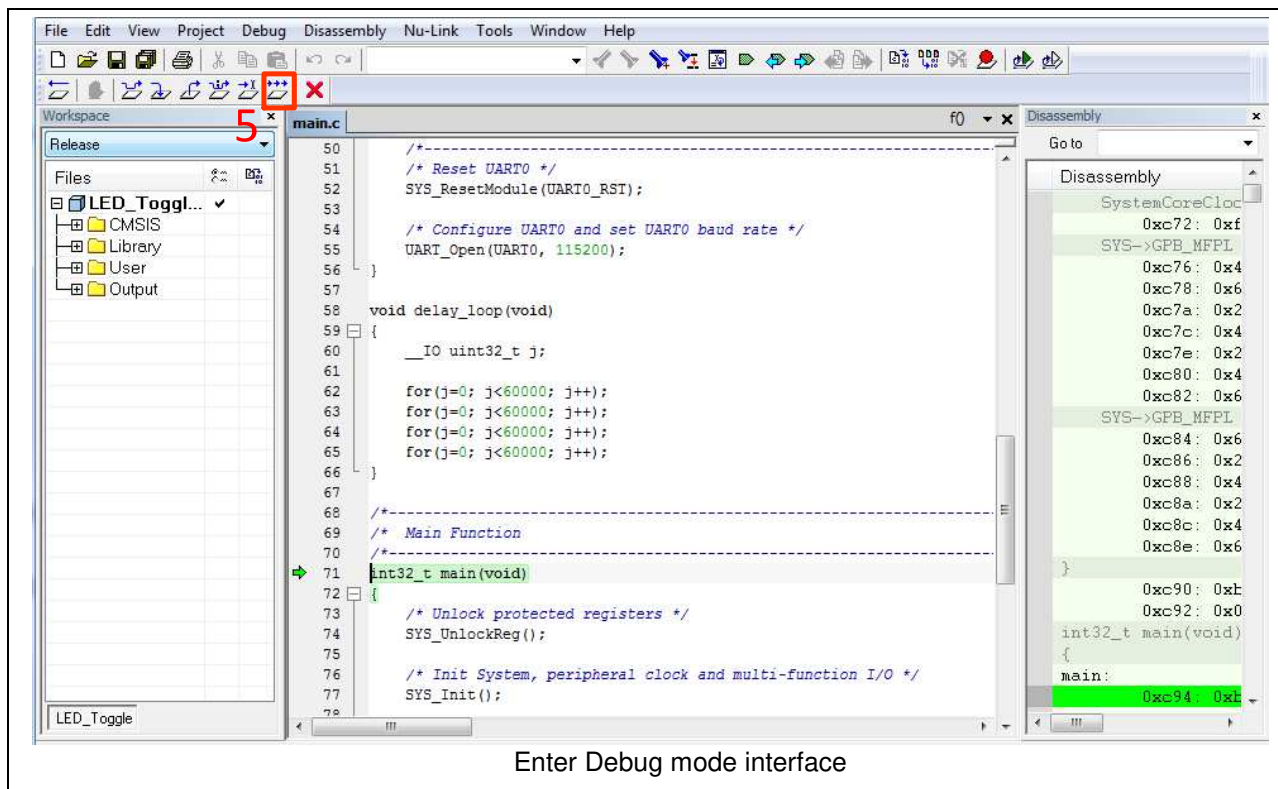 File Edit View Project Debug Disassembly Nu-Link Tools Window Help
5
Workspace
Release
Files
LED_Toggl...
CMSIS
Library
User
Output
LED_Toggle
main.c
f()
50 /*----------------------------------------------------------------
51 /* Reset UART0 */
52 SYS_ResetModule(UART0_RST);
53
54 /* Configure UART0 and set UART0 baud rate */
55 UART_Open(UART0, 115200);
56 }
57
58 void delay_loop(void)
59 {
60 __IO uint32_t j;
61
62 for(j=0; j<60000; j++);
63 for(j=0; j<60000; j++);
64 for(j=0; j<60000; j++);
65 for(j=0; j<60000; j++);
66 }
67
68 /*----------------------------------------------------------------
69 /* Main Function
70 /*----------------------------------------------------------------
71 int32_t main(void)
72 {
73 /* Unlock protected registers */
74 SYS_UnlockReg();
75
76 /* Init System, peripheral clock and multi-function I/O */
77 SYS_Init();
78
Disassembly
Go to
Disassembly
SystemCoreCloc
0xc72: 0xf
SYS->GPB_MFPL
0xc76: 0x4
0xc78: 0x6
0xc7a: 0x2
0xc7c: 0x4
0xc7e: 0x2
0xc80: 0x4
0xc82: 0x6
SYS->GPB_MFPL
0xc84: 0x6
0xc86: 0x2
0xc88: 0x4
0xc8a: 0x2
0xc8c: 0x4
0xc8e: 0x6
}
0xc90: 0xb
0xc92: 0x0
int32_t main(void)
{
main:
0xc94: 0xb
Enter Debug mode interface